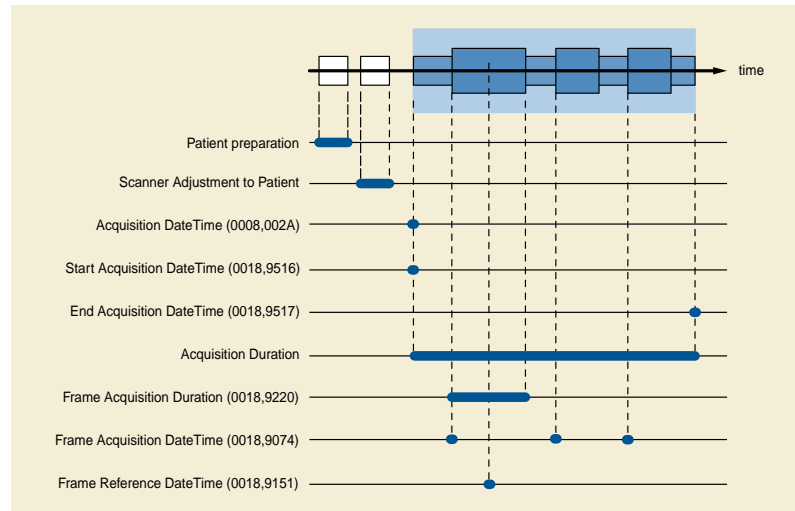 time
Patient preparation
Scanner Adjustment to Patient
Acquisition DateTime (0008,002A)
Start Acquisition DateTime (0018,9516)
End Acquisition DateTime (0018,9517)
Acquisition Duration
Frame Acquisition Duration (0018,9220)
Frame Acquisition DateTime (0018,9074)
Frame Reference DateTime (0018,9151)